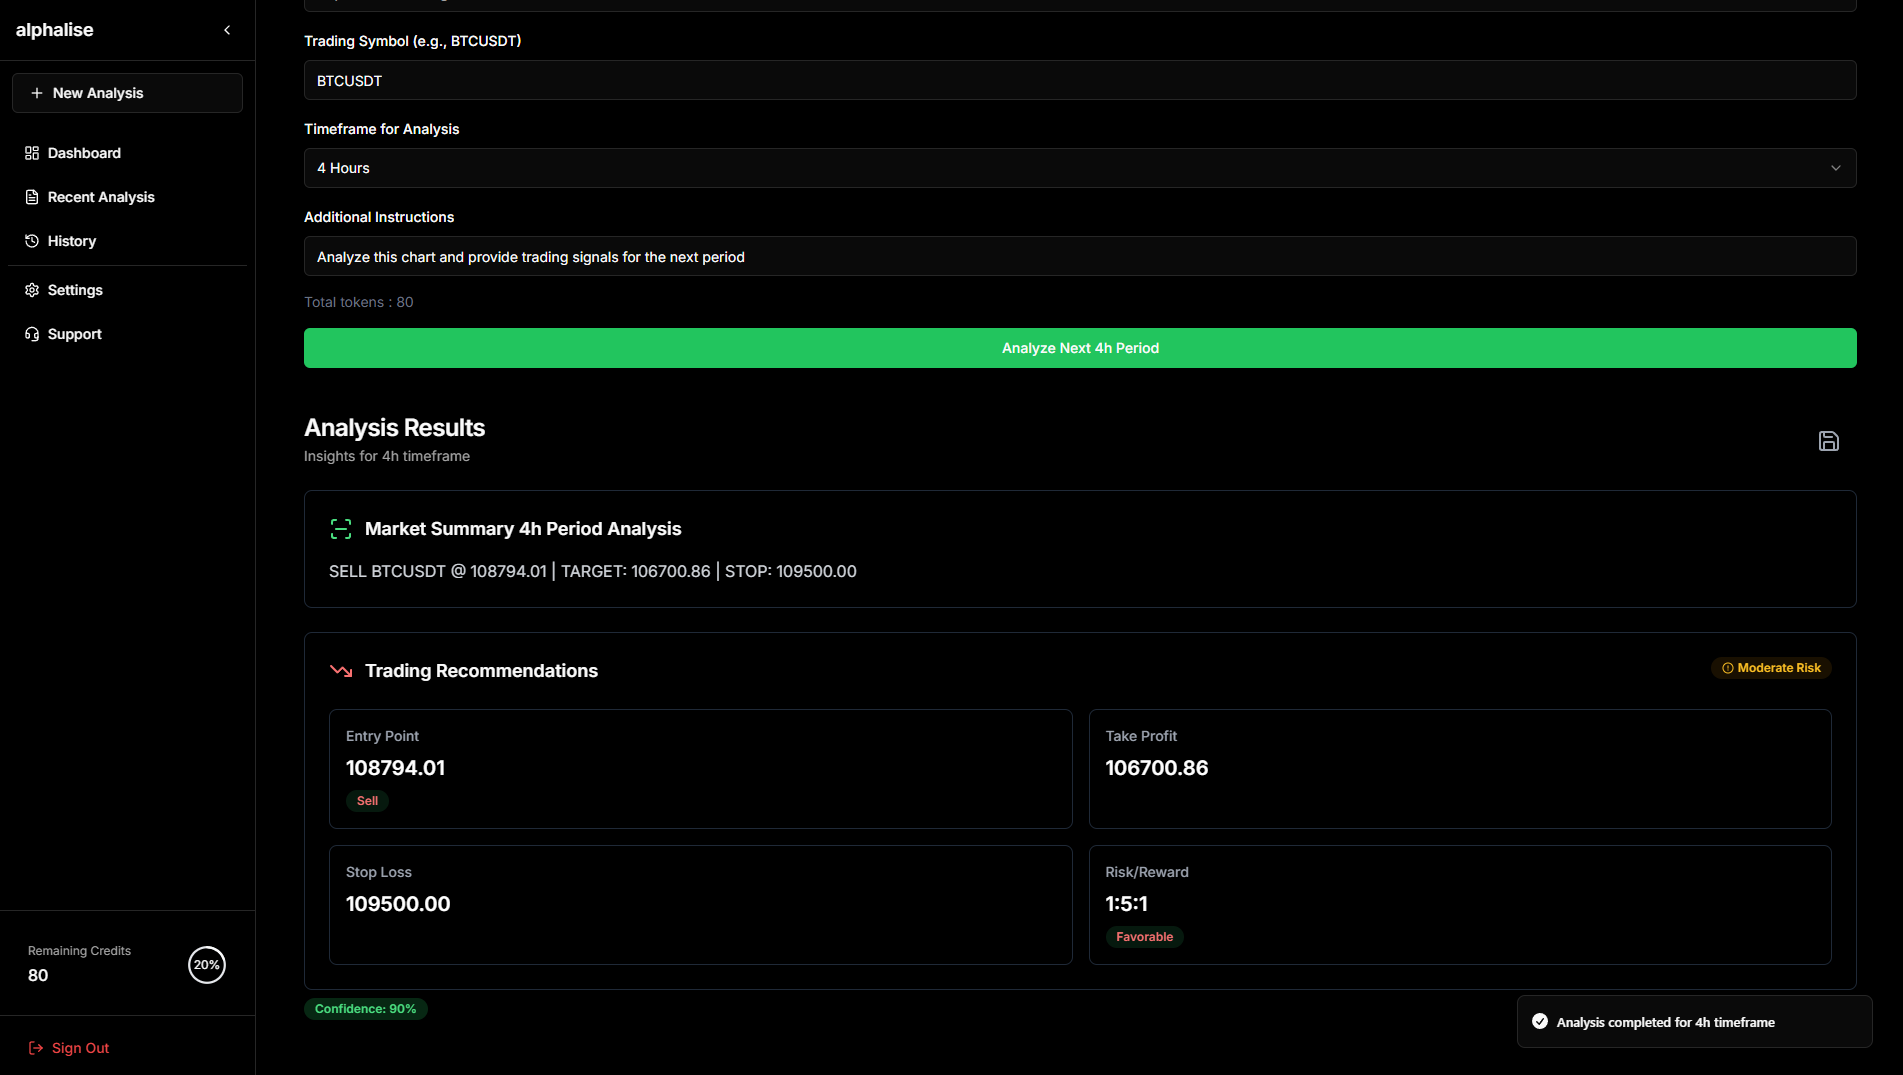 alphalise
New Analysis
Dashboard
Recent Analysis
History
Settings
Support
Remaining Credits
80
20%
Sign Out
Trading Symbol (e.g., BTCUSDT)
BTCUSDT
Timeframe for Analysis
4 Hours
Additional Instructions
Analyze this chart and provide trading signals for the next period
Total tokens : 80
Analyze Next 4h Period
Analysis Results
Insights for 4h timeframe
Market Summary 4h Period Analysis
SELL BTCUSDT @ 108794.01 | TARGET: 106700.86 | STOP: 109500.00
Trading Recommendations
Moderate Risk
Entry Point
108794.01
Sell
Take Profit
106700.86
Stop Loss
109500.00
Risk/Reward
1:5:1
Favorable
Confidence: 90%
Analysis completed for 4h timeframe